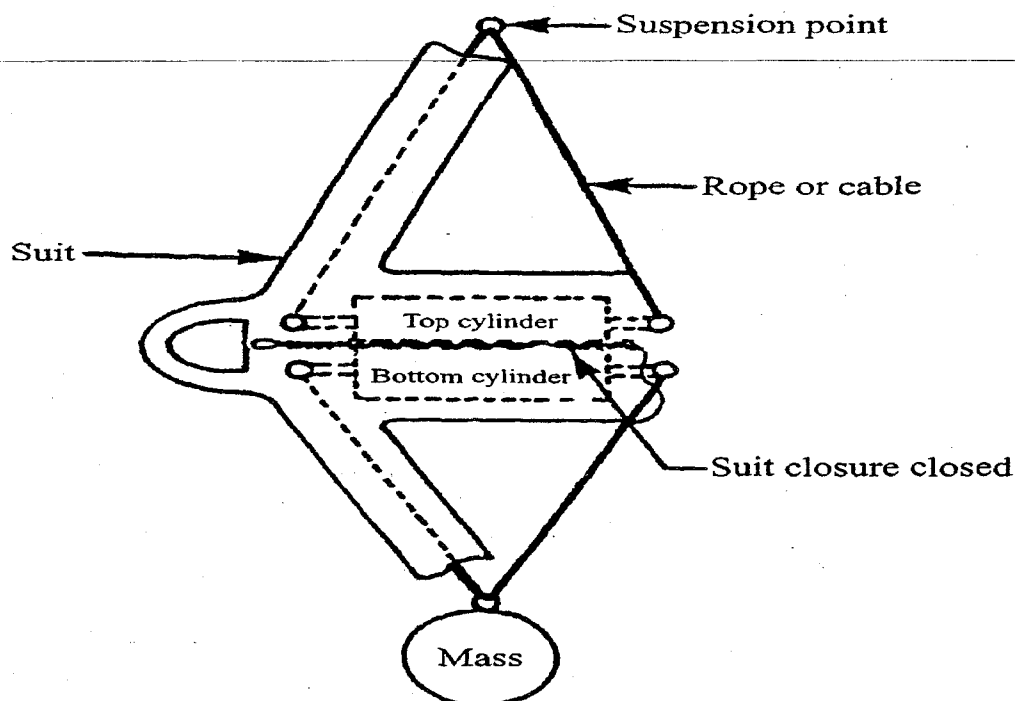 Suspension point
Rope or cable
Suit
Top cylinder
Bottom cylinder
Suit closure closed
Mass